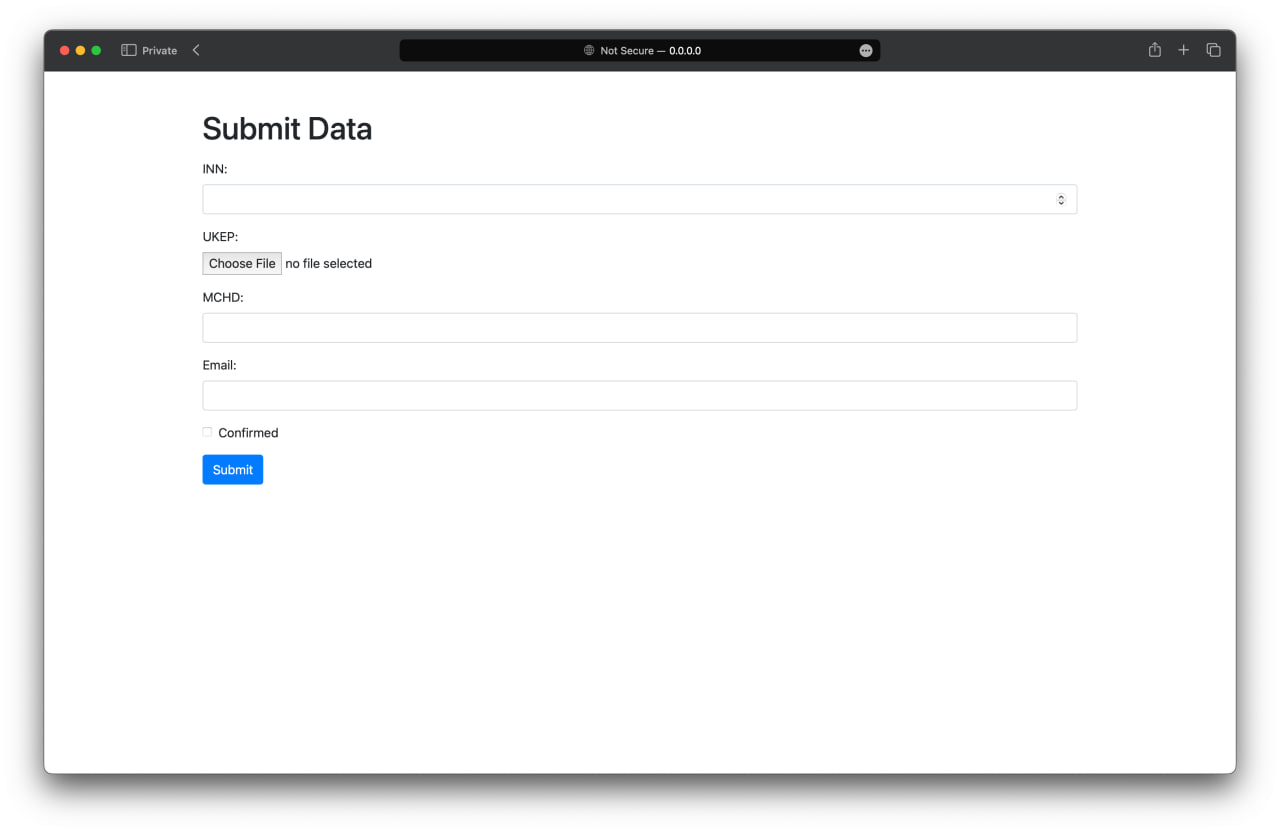 Private
Not Secure — 0.0.0.0
Submit Data
INN:
UKEP:
Choose File no file selected
MCHD:
Email:
Confirmed
Submit